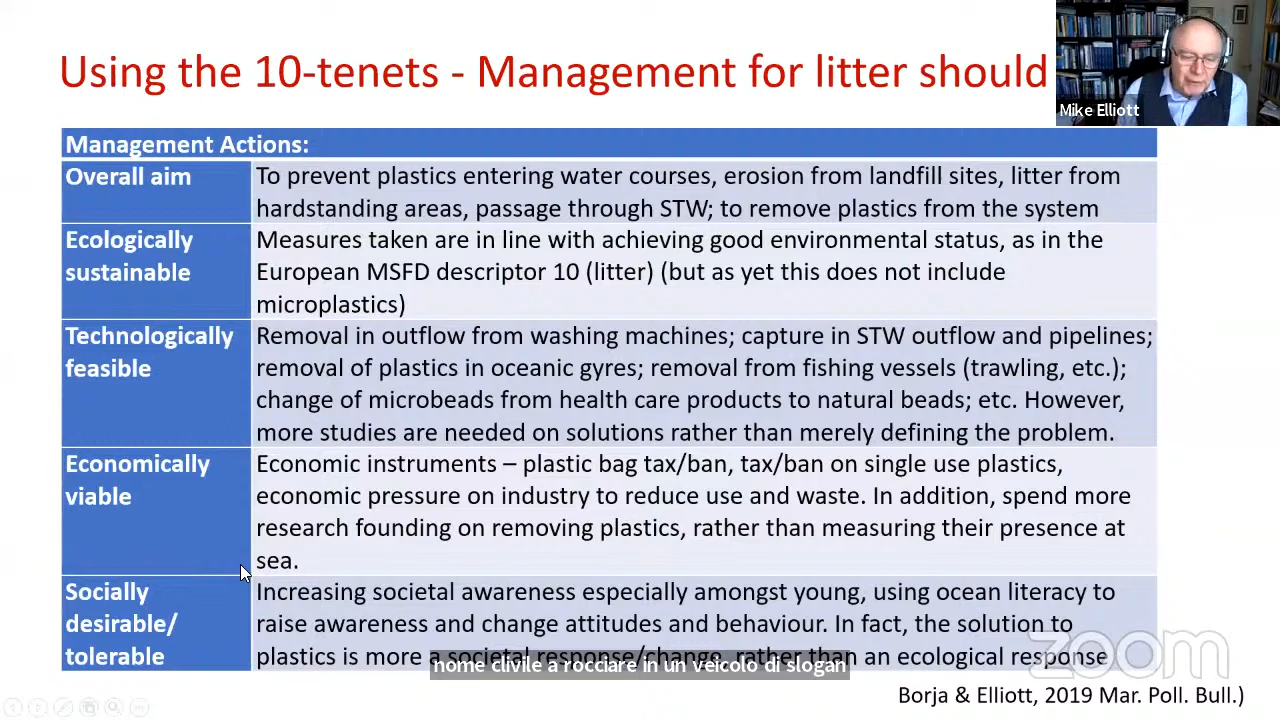 Using the 10-tenets - Management for litter should
Mike Elliott
Management Actions:
Overall aim
To prevent plastics entering water courses, erosion from landfill sites, litter from
hardstanding areas, passage through STW; to remove plastics from the system
Ecologically
sustainable
Measures taken are in line with achieving good environmental status, as in the
European MSFD descriptor 10 (litter) (but as yet this does not include
microplastics)
Technologically
feasible
Removal in outflow from washing machines; capture in STW outflow and pipelines;
removal of plastics in oceanic gyres; removal from fishing vessels (trawling, etc.);
change of microbeads from health care products to natural beads; etc. However,
more studies are needed on solutions rather than merely defining the problem.
Economically
viable
Economic instruments – plastic bag tax/ban, tax/ban on single use plastics,
economic pressure on industry to reduce use and waste. In addition, spend more
research founding on removing plastics, rather than measuring their presence at
sea.
Socially
desirable/
tolerable
Increasing societal awareness especially amongst young, using ocean literacy to
raise awareness and change attitudes and behaviour. In fact, the solution to
plastics is more a societal response/change, rather than an ecological response
nome clivile a rocciare in un veicolo di slogan
zoom
Borja & Elliott, 2019 Mar. Poll. Bull.)